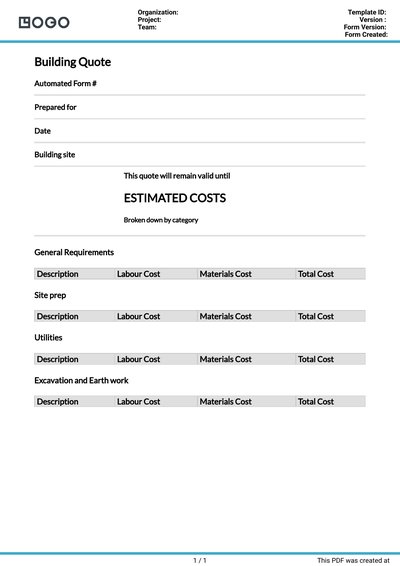 LOGO
Organization:
Project:
Team:
Template ID:
Version :
Form Version:
Form Created:
Building Quote
Automated Form #
Prepared for
Date
Building site
This quote will remain valid until
ESTIMATED COSTS
Broken down by category
General Requirements
Description Labour Cost Materials Cost Total Cost
Site prep
Description Labour Cost Materials Cost Total Cost
Utilities
Description Labour Cost Materials Cost Total Cost
Excavation and Earth work
Description Labour Cost Materials Cost Total Cost
1 / 1
This PDF was created at